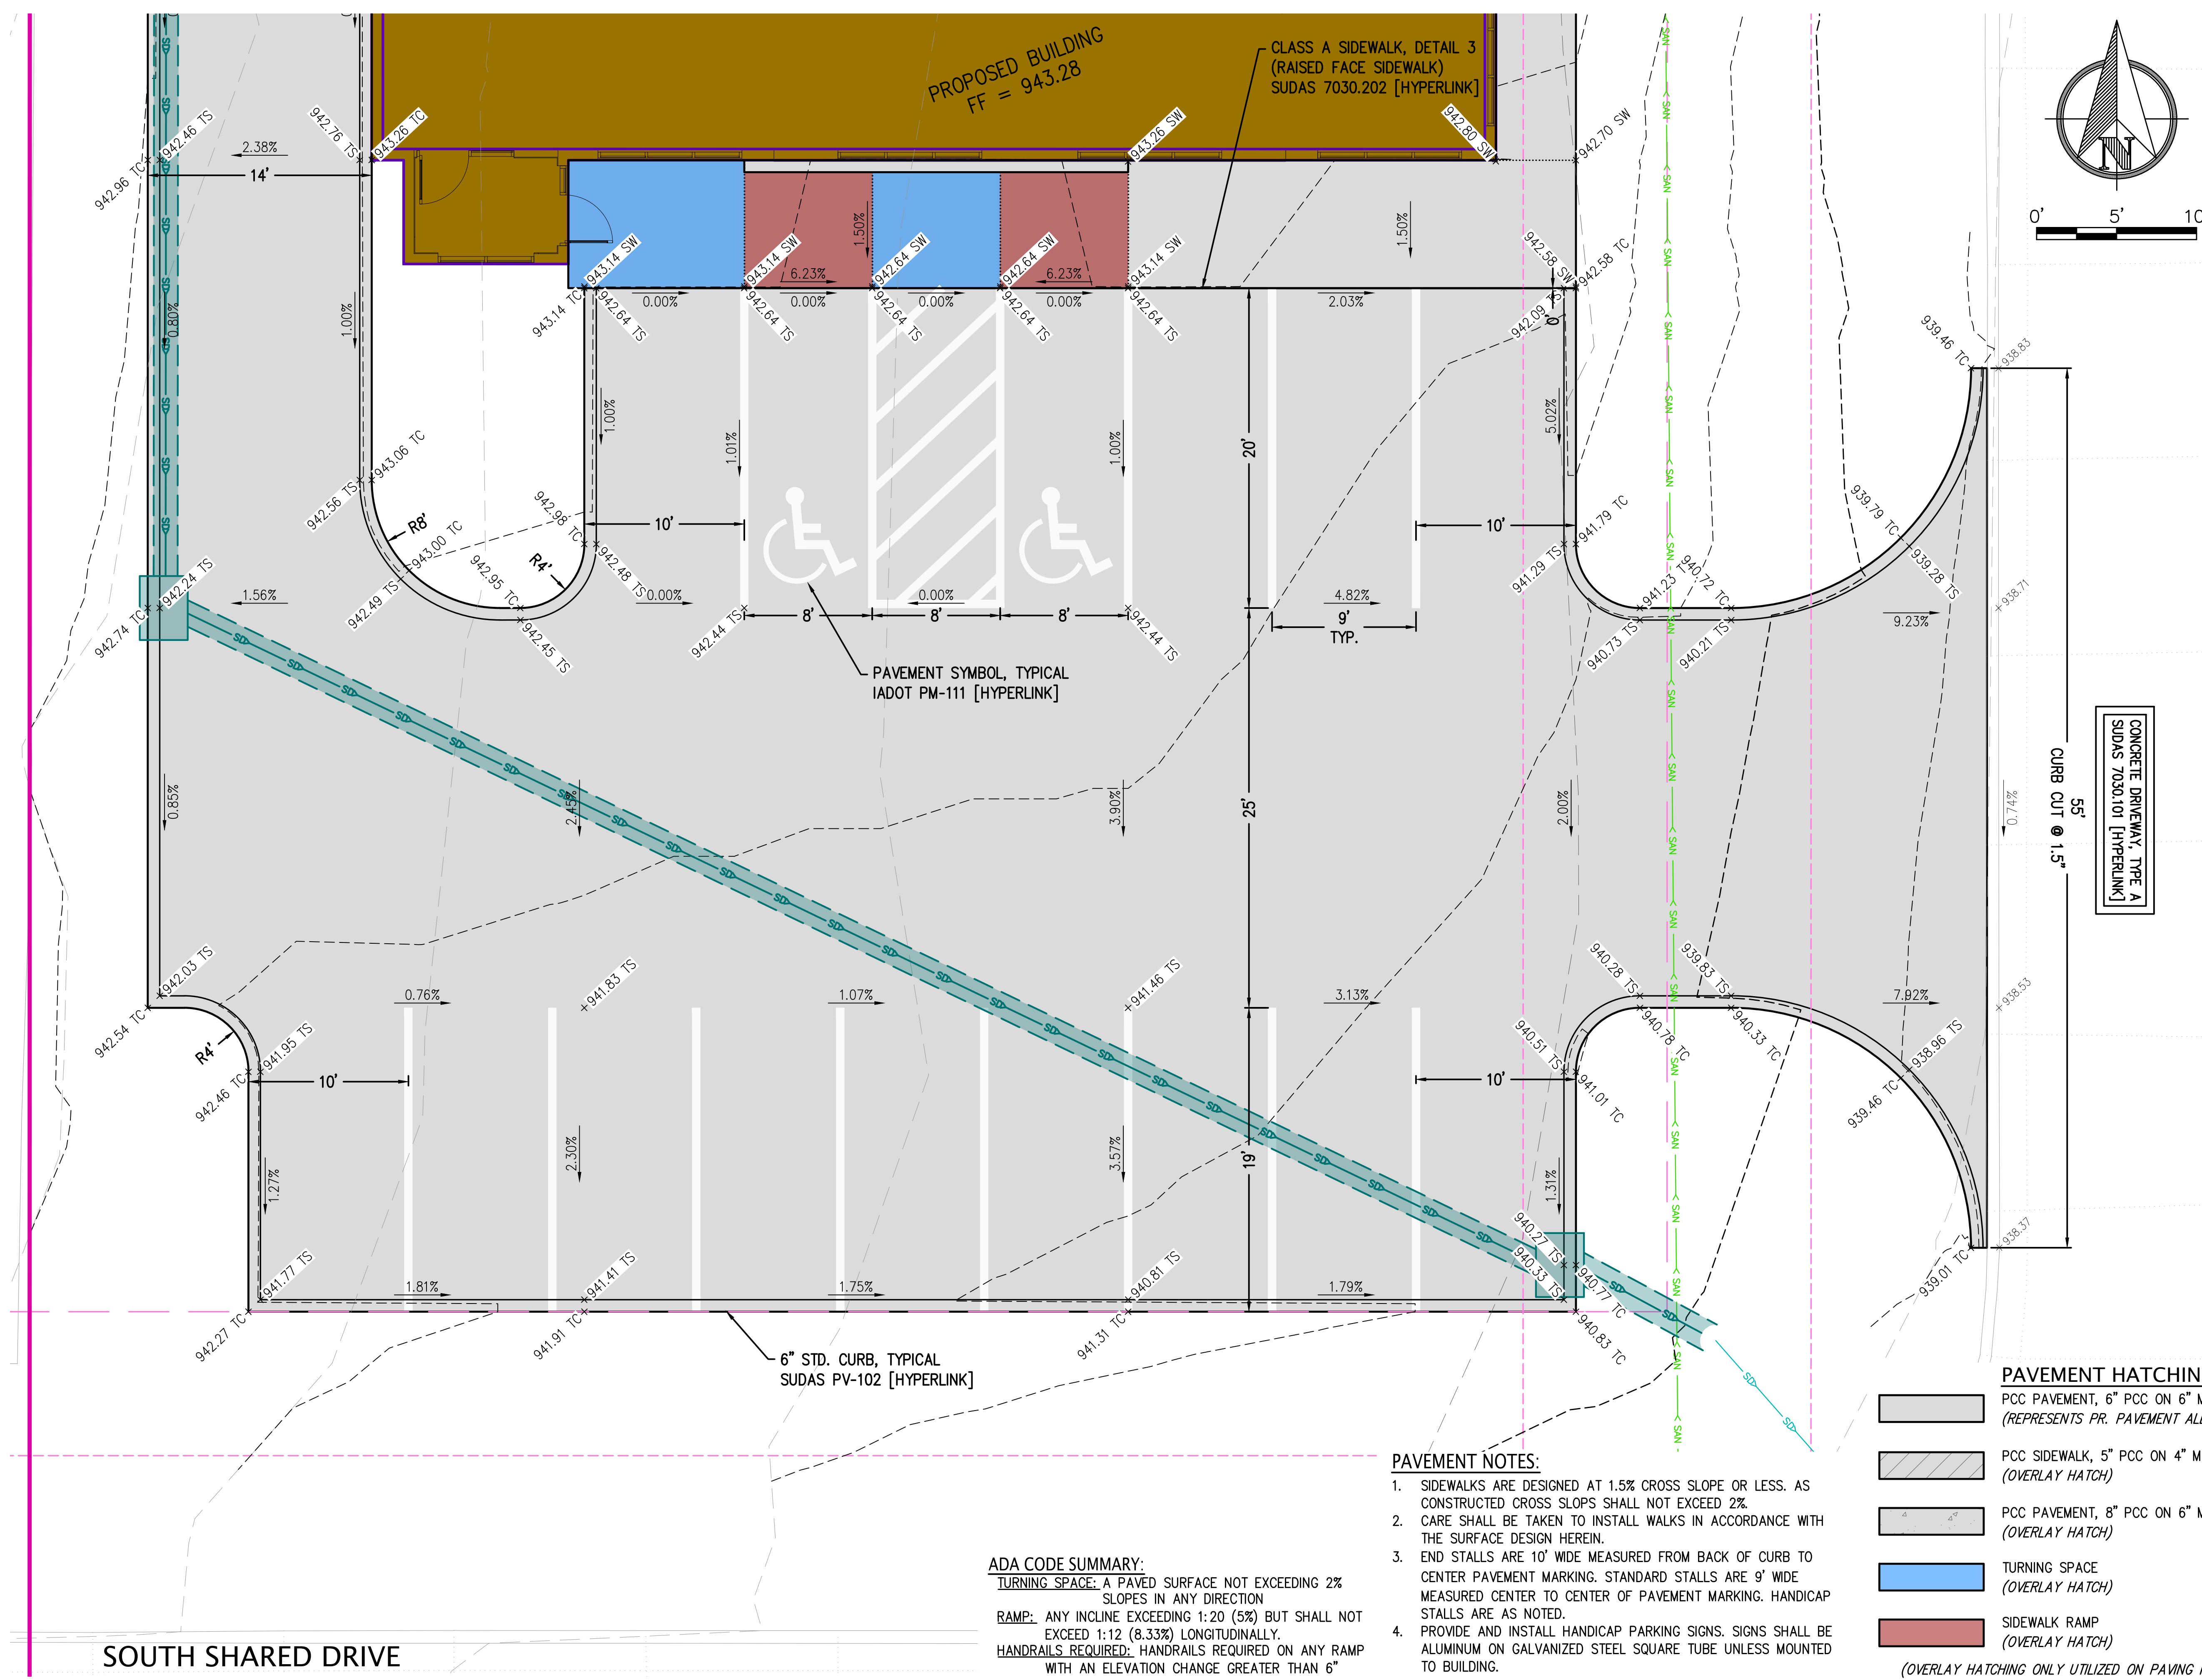 PROPOSED BUILDING
FF = 943.28
CLASS A SIDEWALK, DETAIL 3
(RAISED FACE SIDEWALK)
SUDAS 7030.202 [HYPERLINK]
N
0'
5'
10
942.46 TS
942.96 TC
2.38%
14'
942.76 TS
943.26 TC
943.26 SW
942.80 SW
942.70 SW
1.50%
1.50%
943.14 SW
943.14 SW
942.64 SW
942.64 SW
943.14 SW
942.58 SW
942.58 TC
6.23%
6.23%
943.14 TC
0.00%
0.00%
0.00%
0.00%
2.03%
942.64 TS
942.64 TS
942.64 TS
942.64 TS
942.64 TS
942.09 TS
0.80%
1.00%
1.00%
1.01%
1.00%
5.02%
20'
939.46 TC
938.83
943.06 TC
942.56 TS
R8'
943.00 TC
942.49 TS
942.98 TC
R4'
942.95 TC
942.48 TS
942.45 TS
10'
10'
941.79 TC
941.29 TS
939.79 TC
939.28 TS
941.23 T
940.72 TC
940.73 TS
940.21 TS
942.24 TS
942.74 TC
1.56%
0.00%
0.00%
4.82%
9.23%
938.71
942.44 TS
942.44 TS
8'
8'
8'
9'
TYP.
PAVEMENT SYMBOL, TYPICAL
IADOT PM-111 [HYPERLINK]
0.85%
2.45%
3.90%
25'
2.00%
0.74%
55'
CURB CUT @ 1.5"
CONCRETE DRIVEWAY, TYPE A
SUDAS 7030.101 [HYPERLINK]
942.03 TS
942.54 TC
R4'
941.95 TS
942.46 TC
10'
0.76%
941.83 TS
1.07%
941.46 TS
3.13%
940.28 TS
939.83 TS
7.92%
938.53
940.51 TS
940.78 TC
940.33 TC
938.96 TS
939.46 TC
10'
941.01 TC
1.27%
2.30%
3.57%
19'
1.31%
940.27 TS
940.33 TS
940.77 TC
940.83 TC
938.37
939.01 TC
941.77 TS
1.81%
941.41 TS
1.75%
940.81 TS
1.79%
942.27 TC
941.91 TC
941.31 TC
6" STD. CURB, TYPICAL
SUDAS PV-102 [HYPERLINK]
SD
SAN
PAVEMENT HATCHIN
PCC PAVEMENT, 6" PCC ON 6" M
(REPRESENTS PR. PAVEMENT ALL
PCC SIDEWALK, 5" PCC ON 4" M
(OVERLAY HATCH)
PCC PAVEMENT, 8" PCC ON 6" M
(OVERLAY HATCH)
TURNING SPACE
(OVERLAY HATCH)
SIDEWALK RAMP
(OVERLAY HATCH)
(OVERLAY HATCHING ONLY UTILIZED ON PAVING
PAVEMENT NOTES:
1. SIDEWALKS ARE DESIGNED AT 1.5% CROSS SLOPE OR LESS. AS
CONSTRUCTED CROSS SLOPS SHALL NOT EXCEED 2%.
2. CARE SHALL BE TAKEN TO INSTALL WALKS IN ACCORDANCE WITH
THE SURFACE DESIGN HEREIN.
3. END STALLS ARE 10' WIDE MEASURED FROM BACK OF CURB TO
CENTER PAVEMENT MARKING. STANDARD STALLS ARE 9' WIDE
MEASURED CENTER TO CENTER OF PAVEMENT MARKING. HANDICAP
STALLS ARE AS NOTED.
4. PROVIDE AND INSTALL HANDICAP PARKING SIGNS. SIGNS SHALL BE
ALUMINUM ON GALVANIZED STEEL SQUARE TUBE UNLESS MOUNTED
TO BUILDING.
ADA CODE SUMMARY:
TURNING SPACE: A PAVED SURFACE NOT EXCEEDING 2%
SLOPES IN ANY DIRECTION
RAMP: ANY INCLINE EXCEEDING 1:20 (5%) BUT SHALL NOT
EXCEED 1:12 (8.33%) LONGITUDINALLY.
HANDRAILS REQUIRED: HANDRAILS REQUIRED ON ANY RAMP
WITH AN ELEVATION CHANGE GREATER THAN 6"
SOUTH SHARED DRIVE